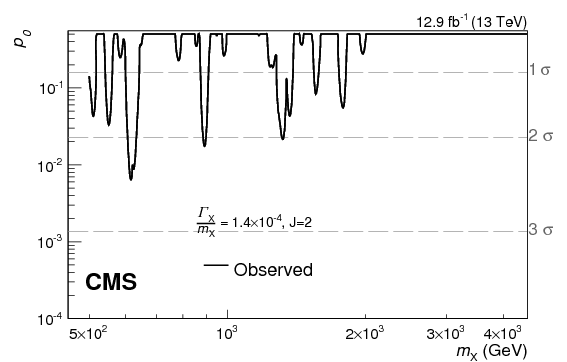 12.9 fb⁻¹ (13 TeV)
p₀
10⁻¹
10⁻²
10⁻³
10⁻⁴
1 σ
2 σ
3 σ
Γ_X/m_X = 1.4×10⁻⁴, J=2
Observed
CMS
5×10² 10³ 2×10³ 3×10³ 4×10³
m_X (GeV)